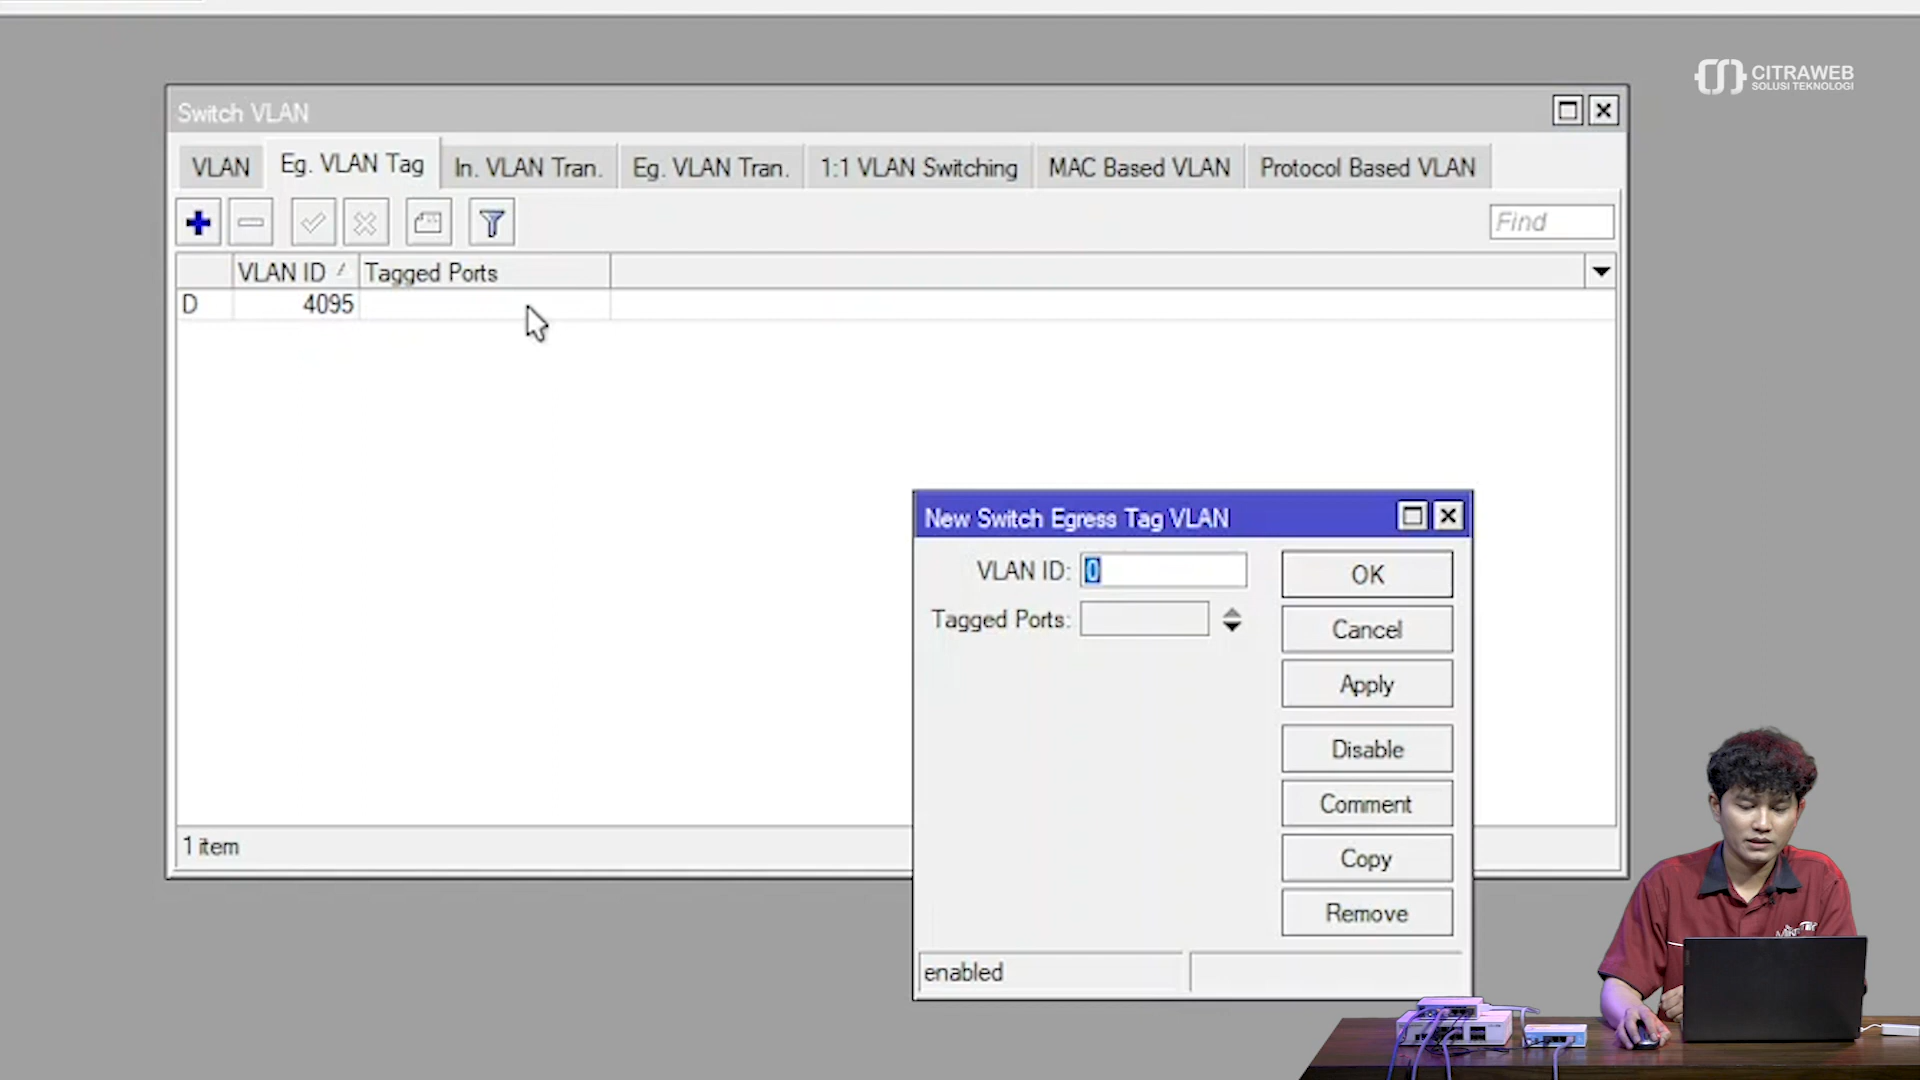 CITRAWEB
SOLUSI TEKNOLOGI
Switch VLAN
VLAN Eg. VLAN Tag In. VLAN Tran. Eg. VLAN Tran. 1:1 VLAN Switching MAC Based VLAN Protocol Based VLAN
Find
VLAN ID Tagged Ports
D 4095
1 item
New Switch Egress Tag VLAN
VLAN ID: 0
Tagged Ports:
OK
Cancel
Apply
Disable
Comment
Copy
Remove
enabled